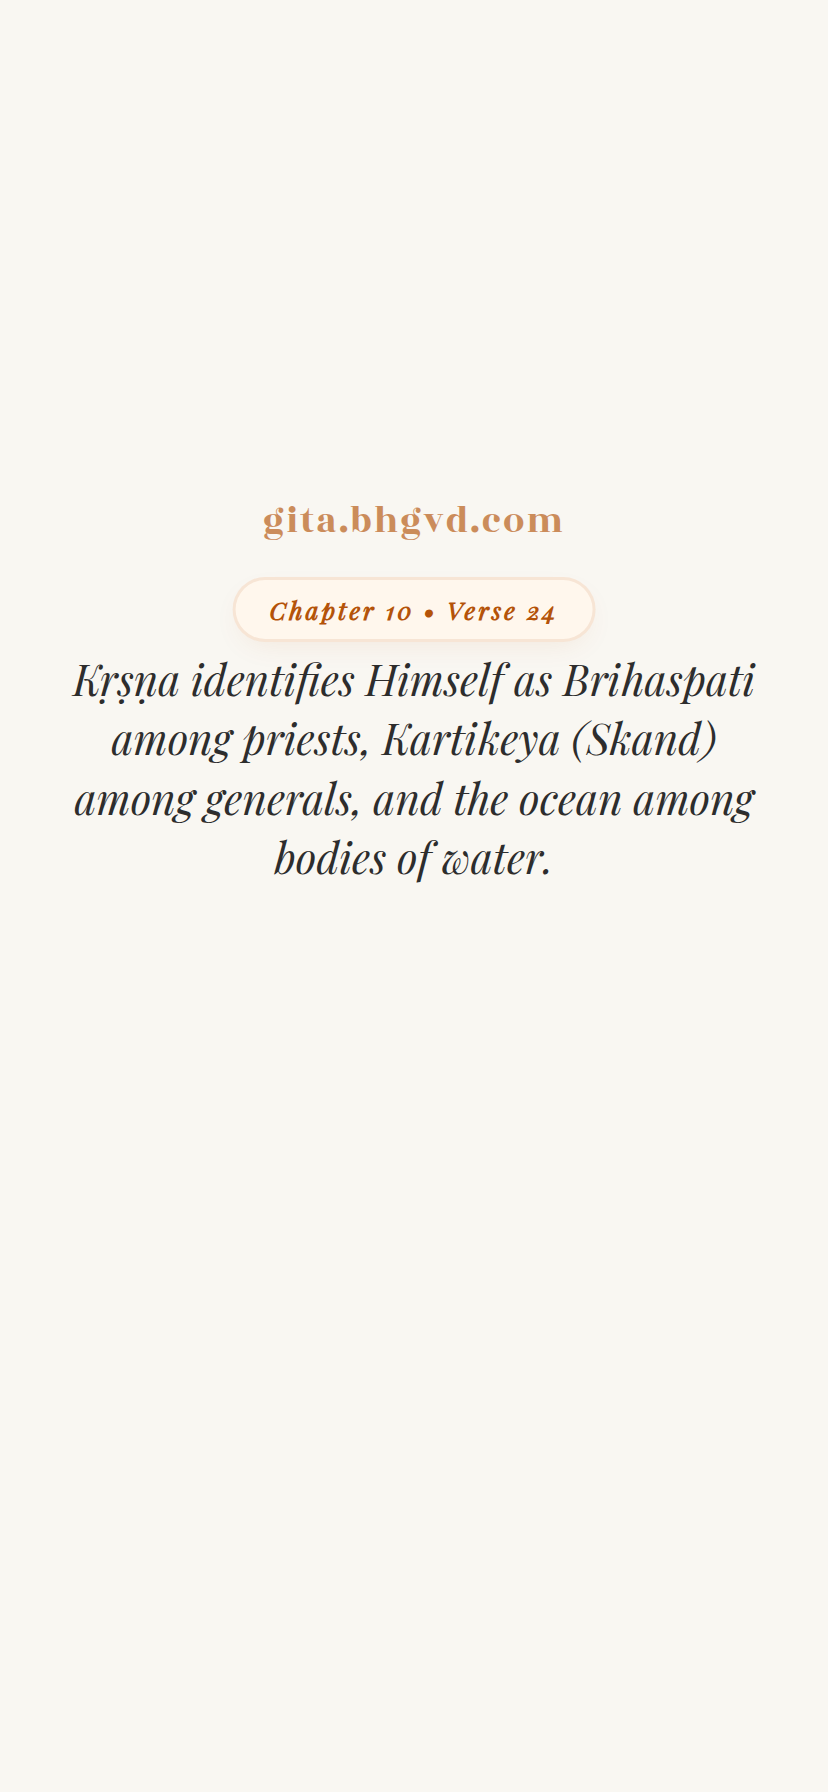 gita.bhgvd.com
Chapter 10 • Verse 24
Kṛṣṇa identifies Himself as Brihaspati
among priests, Kartikeya (Skand)
among generals, and the ocean among
bodies of water.